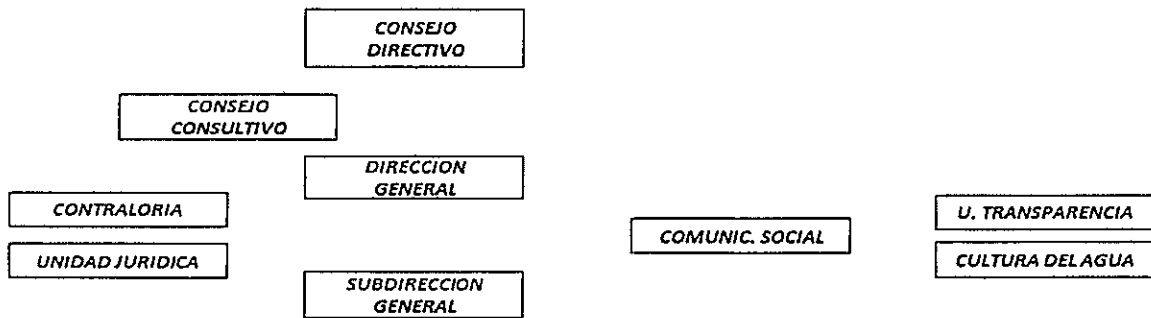 CONSEJO
DIRECTIVO
CONSEJO
CONSULTIVO
DIRECCION
GENERAL
CONTRALORIA
UNIDAD JURIDICA
COMUNIC. SOCIAL
U. TRANSPARENCIA
CULTURA DEL AGUA
SUBDIRECCION
GENERAL